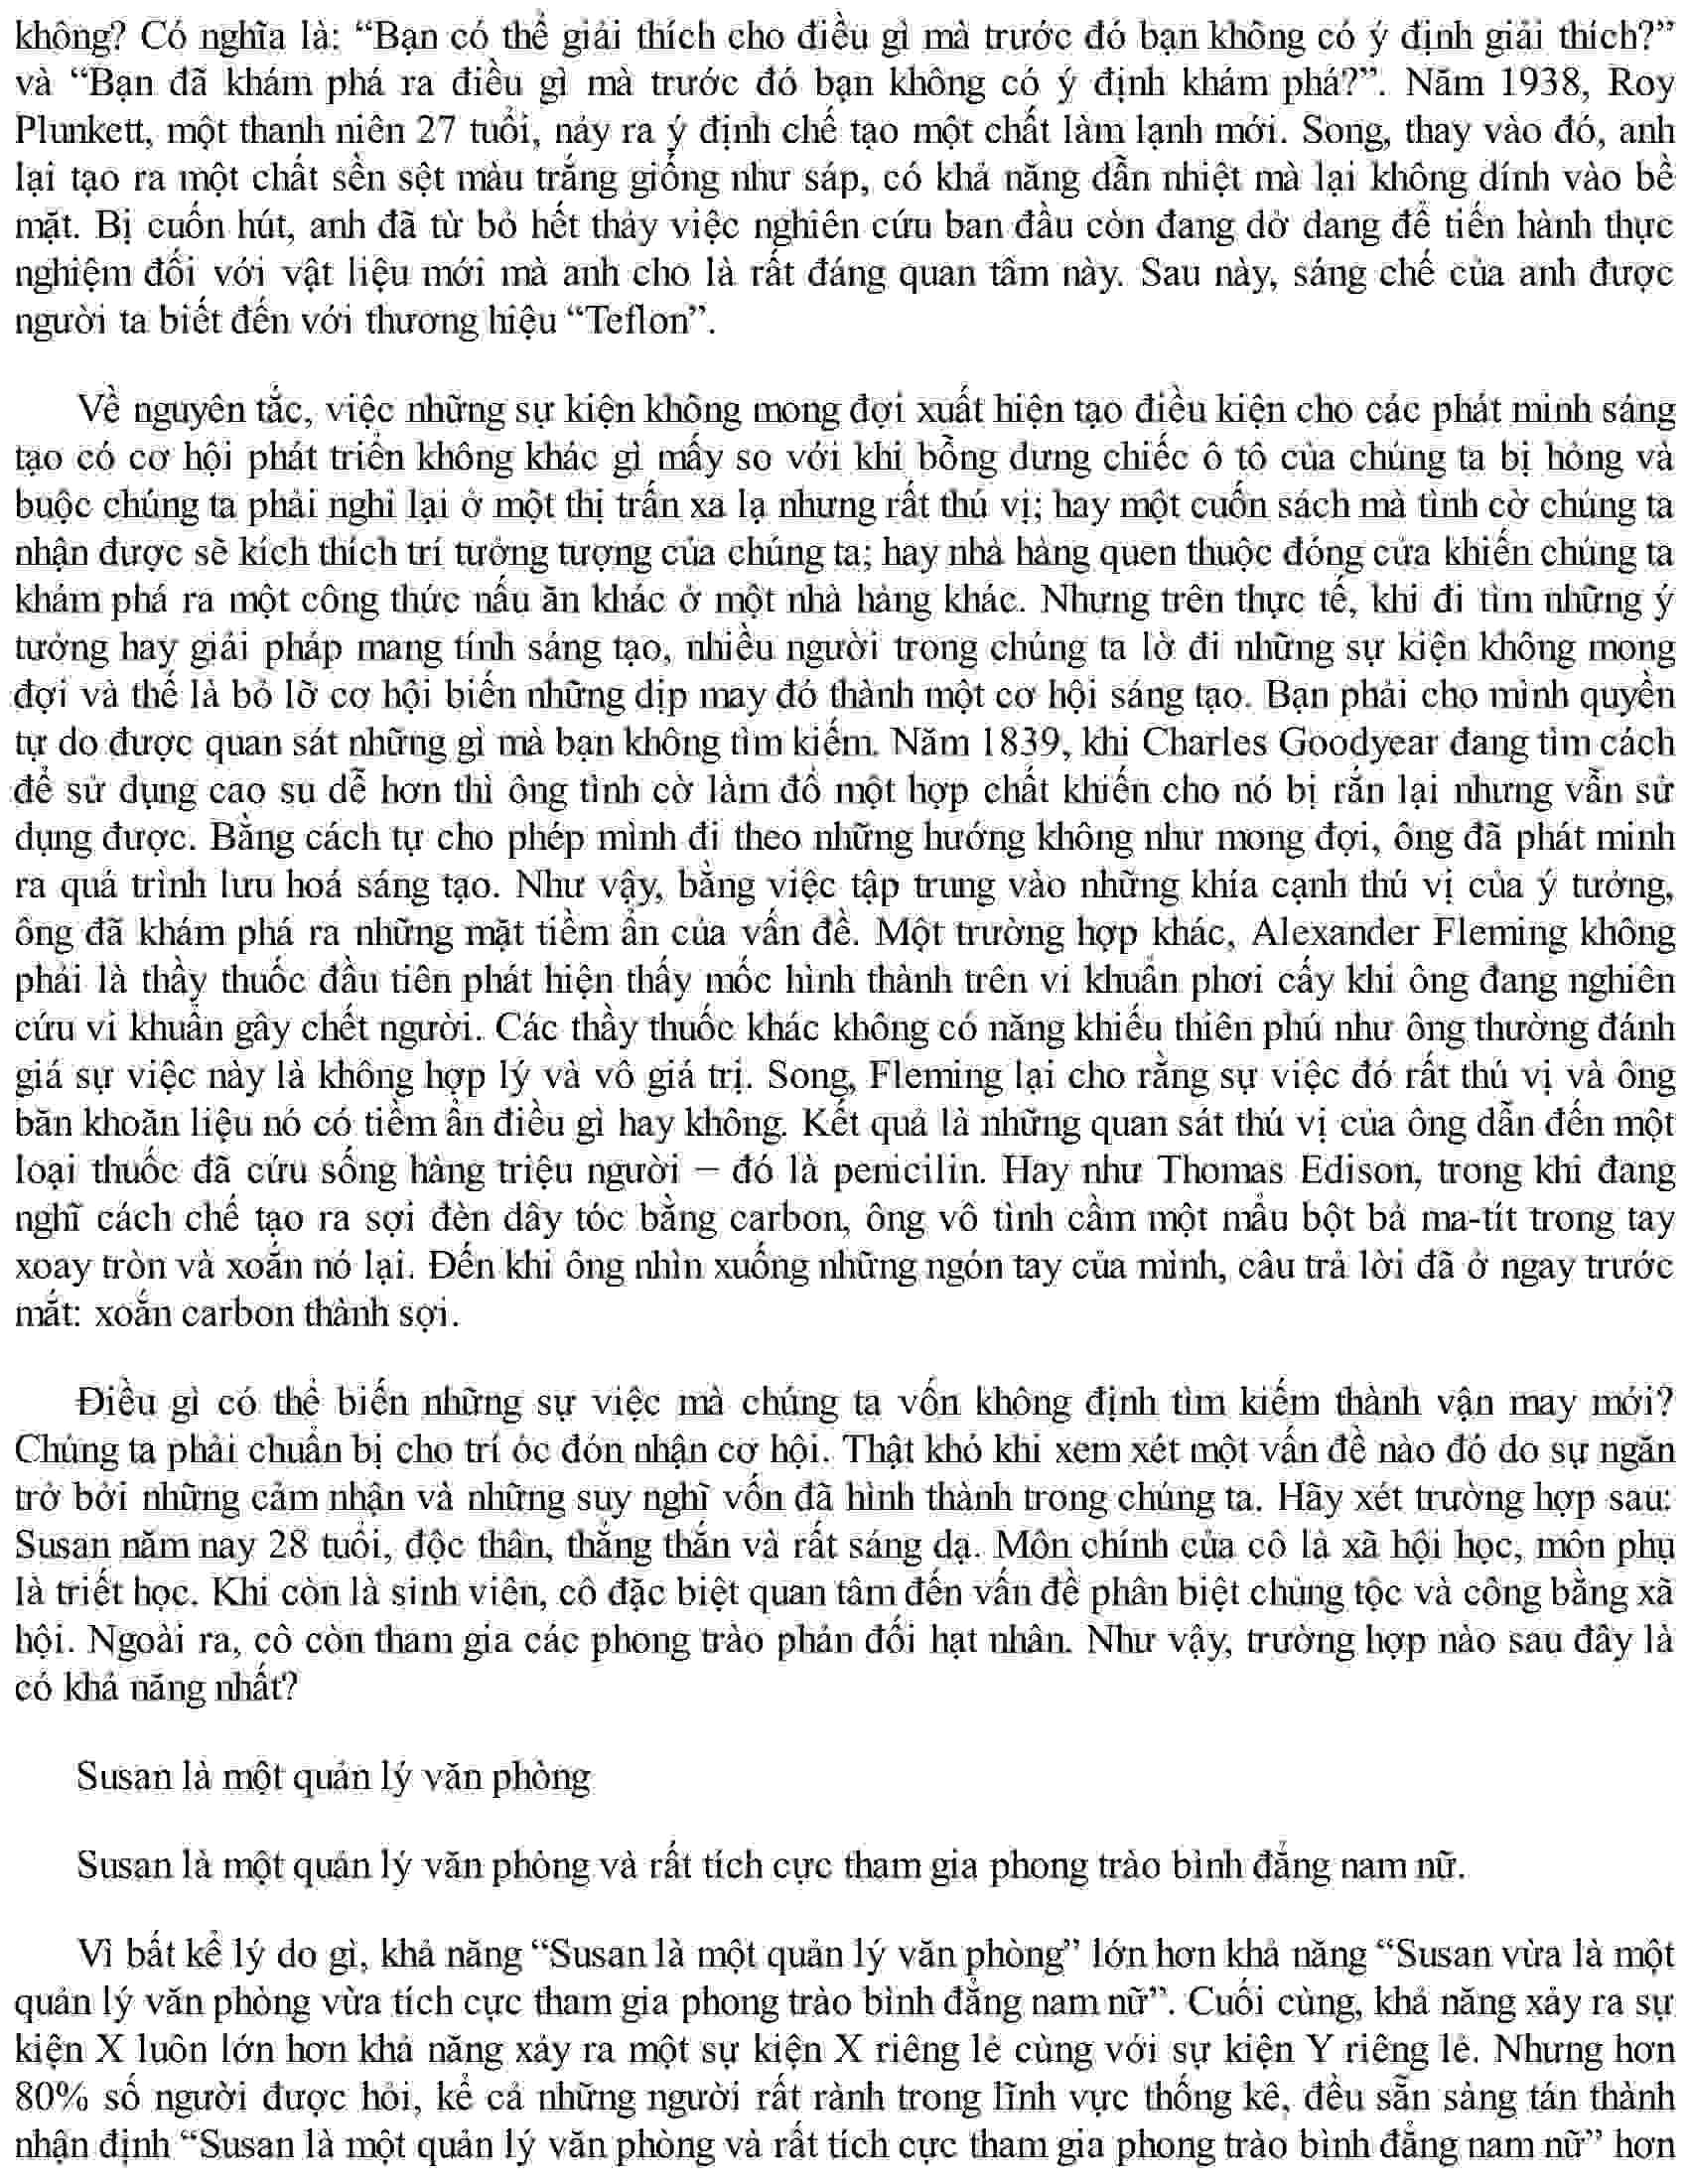 không? Có nghĩa là: “Bạn có thể giải thích cho điều gì mà trước đó bạn không có ý định giải thích?”
và “Bạn đã khám phá ra điều gì mà trước đó bạn không có ý định khám phá?”. Năm 1938, Roy
Plunkett, một thanh niên 27 tuổi, nảy ra ý định chế tạo một chất làm lạnh mới. Song, thay vào đó, anh
lại tạo ra một chất sền sệt màu trắng giống như sáp, có khả năng dẫn nhiệt mà lại không dính vào bề
mặt. Bị cuốn hút, anh đã từ bỏ hết thảy việc nghiên cứu ban đầu còn đang dở dang để tiến hành thực
nghiệm đối với vật liệu mới mà anh cho là rất đáng quan tâm này. Sau này, sáng chế của anh được
người ta biết đến với thương hiệu “Teflon”.
Về nguyên tắc, việc những sự kiện không mong đợi xuất hiện tạo điều kiện cho các phát minh sáng
tạo có cơ hội phát triển không khác gì mấy so với khi bỗng dưng chiếc ô tô của chúng ta bị hỏng và
buộc chúng ta phải nghỉ lại ở một thị trấn xa lạ nhưng rất thú vị; hay một cuốn sách mà tình cờ chúng ta
nhận được sẽ kích thích trí tưởng tượng của chúng ta; hay nhà hàng quen thuộc đóng cửa khiến chúng ta
khám phá ra một công thức nấu ăn khác ở một nhà hàng khác. Nhưng trên thực tế, khi đi tìm những ý
tưởng hay giải pháp mang tính sáng tạo, nhiều người trong chúng ta lờ đi những sự kiện không mong
đợi và thế là bỏ lỡ cơ hội biến những dịp may đó thành một cơ hội sáng tạo. Bạn phải cho mình quyền
tự do được quan sát những gì mà bạn không tìm kiếm. Năm 1839, khi Charles Goodyear đang tìm cách
để sử dụng cao su dễ hơn thì ông tình cờ làm đổ một hợp chất khiến cho nó bị rắn lại nhưng vẫn sử
dụng được. Bằng cách tự cho phép mình đi theo những hướng không như mong đợi, ông đã phát minh
ra quá trình lưu hoá sáng tạo. Như vậy, bằng việc tập trung vào những khía cạnh thú vị của ý tưởng,
ông đã khám phá ra những mặt tiềm ẩn của vấn đề. Một trường hợp khác, Alexander Fleming không
phải là thầy thuốc đầu tiên phát hiện thấy mốc hình thành trên vi khuẩn phơi cấy khi ông đang nghiên
cứu vi khuẩn gây chết người. Các thầy thuốc khác không có năng khiếu thiên phú như ông thường đánh
giá sự việc này là không hợp lý và vô giá trị. Song, Fleming lại cho rằng sự việc đó rất thú vị và ông
băn khoăn liệu nó có tiềm ẩn điều gì hay không. Kết quả là những quan sát thú vị của ông dẫn đến một
loại thuốc đã cứu sống hàng triệu người – đó là penicilin. Hay như Thomas Edison, trong khi đang
nghĩ cách chế tạo ra sợi đèn dây tóc bằng carbon, ông vô tình cầm một mẩu bột bả ma-tít trong tay
xoay tròn và xoắn nó lại. Đến khi ông nhìn xuống những ngón tay của mình, câu trả lời đã ở ngay trước
mắt: xoắn carbon thành sợi.
Điều gì có thể biến những sự việc mà chúng ta vốn không định tìm kiếm thành vận may mới?
Chúng ta phải chuẩn bị cho trí óc đón nhận cơ hội. Thật khó khi xem xét một vấn đề nào đó do sự ngăn
trở bởi những cảm nhận và những suy nghĩ vốn đã hình thành trong chúng ta. Hãy xét trường hợp sau:
Susan năm nay 28 tuổi, độc thân, thẳng thắn và rất sáng dạ. Môn chính của cô là xã hội học, môn phụ
là triết học. Khi còn là sinh viên, cô đặc biệt quan tâm đến vấn đề phân biệt chủng tộc và công bằng xã
hội. Ngoài ra, cô còn tham gia các phong trào phản đối hạt nhân. Như vậy, trường hợp nào sau đây là
có khả năng nhất?
Susan là một quản lý văn phòng
Susan là một quản lý văn phòng và rất tích cực tham gia phong trào bình đẳng nam nữ.
Vì bất kể lý do gì, khả năng “Susan là một quản lý văn phòng” lớn hơn khả năng “Susan vừa là một
quản lý văn phòng vừa tích cực tham gia phong trào bình đẳng nam nữ”. Cuối cùng, khả năng xảy ra sự
kiện X luôn lớn hơn khả năng xảy ra một sự kiện X riêng lẻ cùng với sự kiện Y riêng lẻ. Nhưng hơn
80% số người được hỏi, kể cả những người rất rành trong lĩnh vực thống kê, đều sẵn sàng tán thành
nhận định “Susan là một quản lý văn phòng và rất tích cực tham gia phong trào bình đẳng nam nữ” hơn